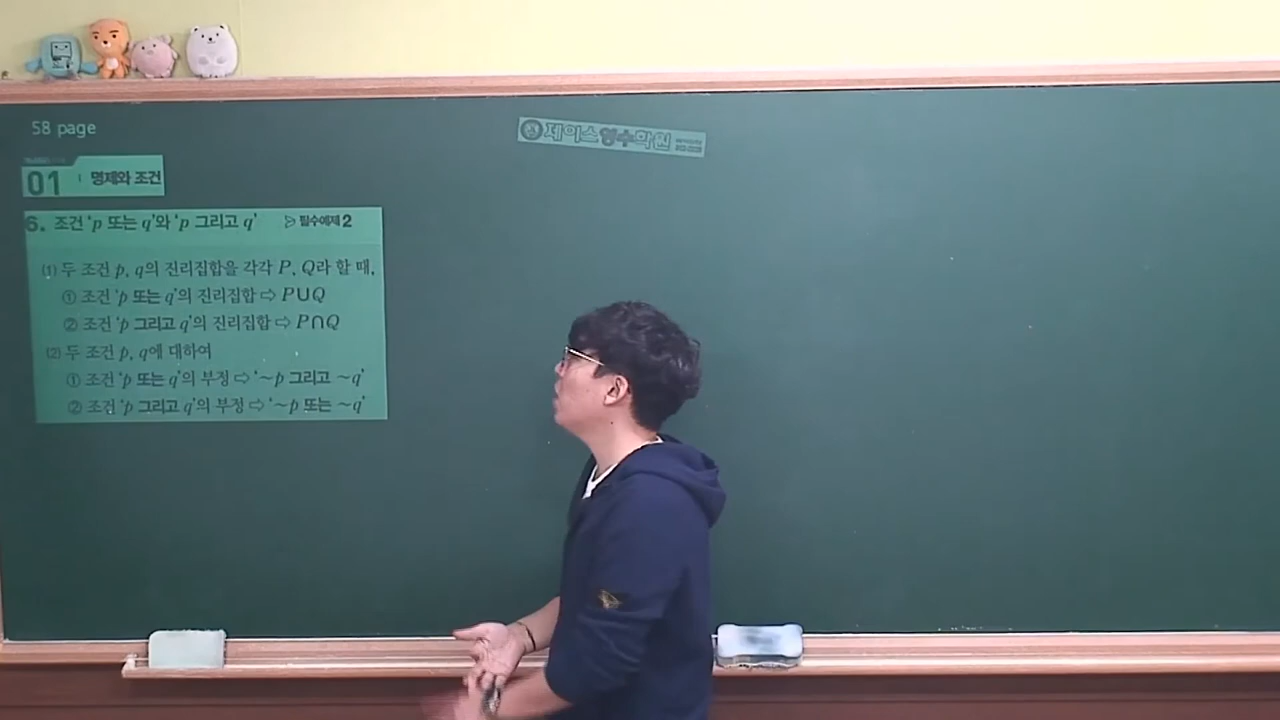 58 page
제이스영수학원
01 명제와 조건
6. 조건 ‘p 또는 q’와 ‘p 그리고 q’ 필수예제 2
(1) 두 조건 p, q의 진리집합을 각각 P, Q라 할 때,
① 조건 ‘p 또는 q’의 진리집합 ⇨ P∪Q
② 조건 ‘p 그리고 q’의 진리집합 ⇨ P∩Q
(2) 두 조건 p, q에 대하여
① 조건 ‘p 또는 q’의 부정 ⇨ ‘~p 그리고 ~q’
② 조건 ‘p 그리고 q’의 부정 ⇨ ‘~p 또는 ~q’